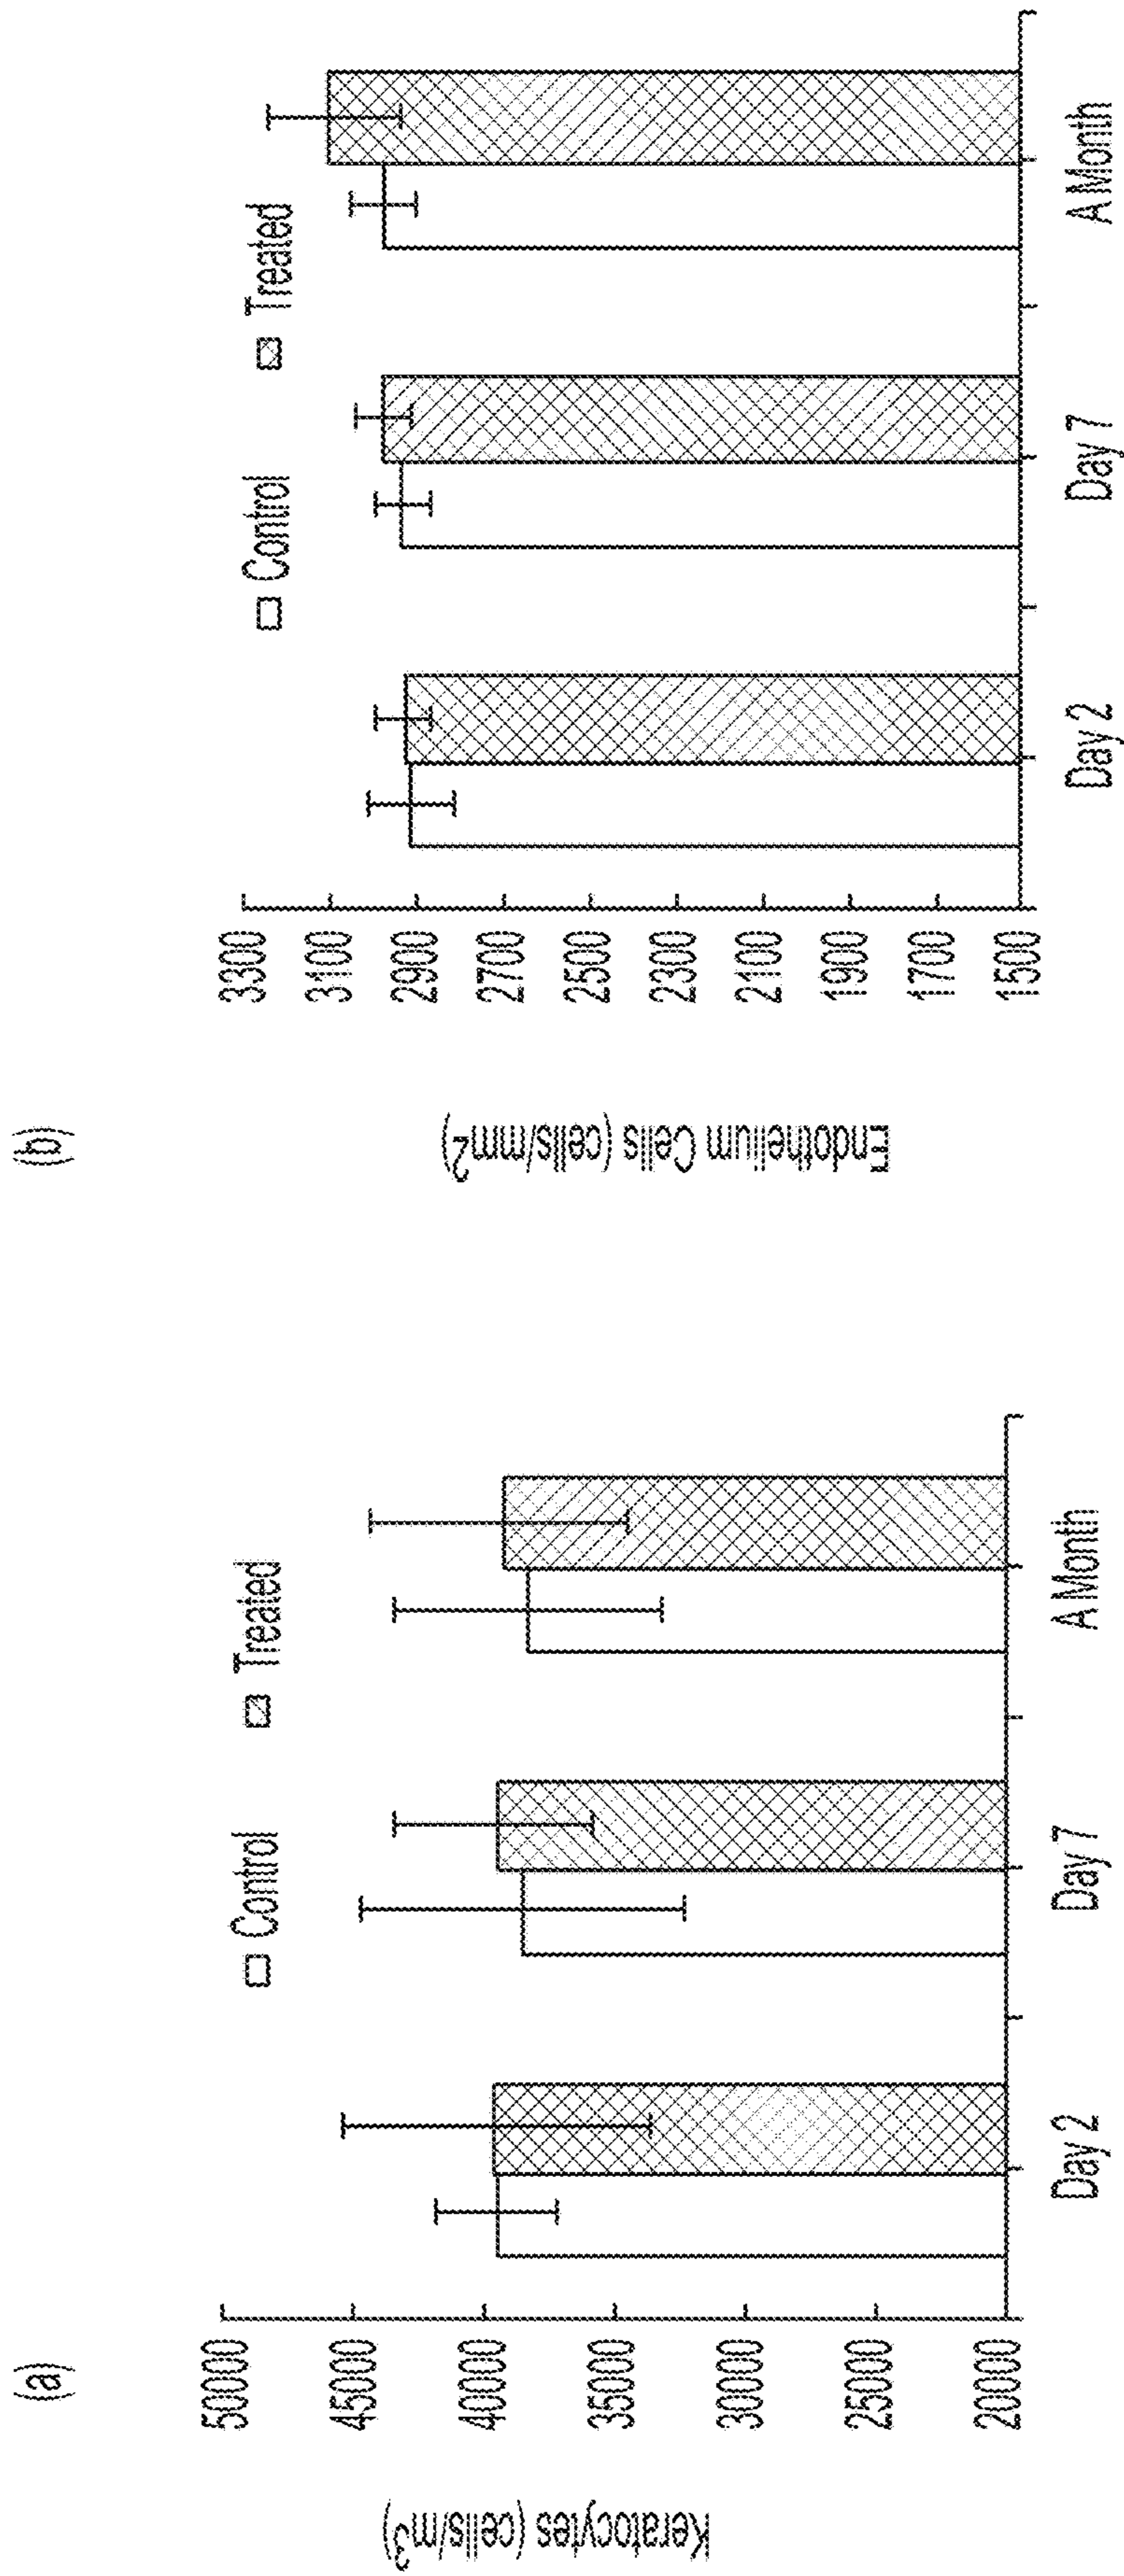 (a)
Keratocytes (cells/m³)
50000
45000
40000
35000
30000
25000
20000
Control
Treated
Day 2
Day 7
A Month
(b)
Endothelium Cells (cells/mm²)
3300
3100
2900
2700
2500
2300
2100
1900
1700
1500
Control
Treated
Day 2
Day 7
A Month